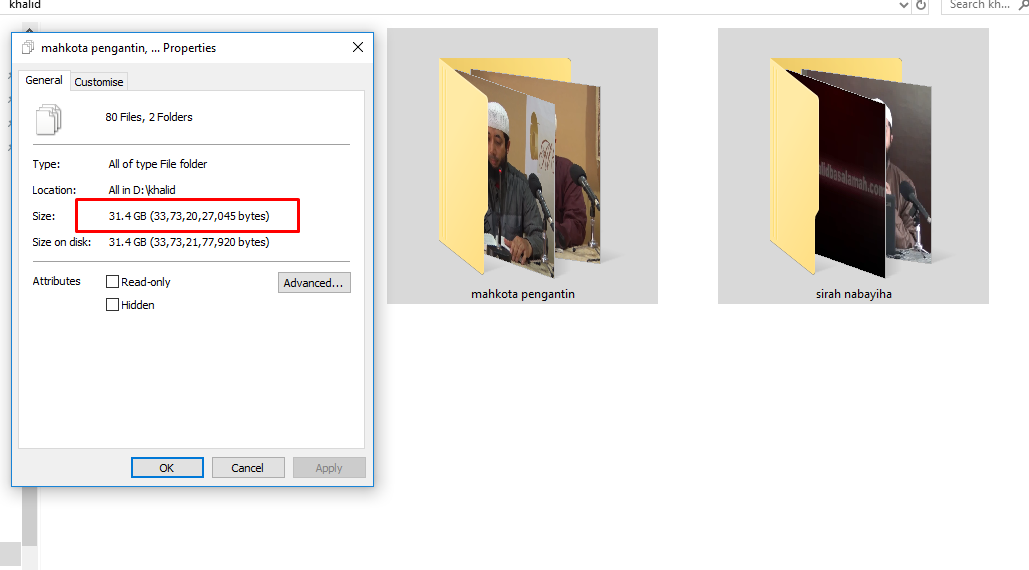 khalid
Search kh...
mahkota pengantin, ... Properties
General
Customise
80 Files, 2 Folders
Type:
All of type File folder
Location:
All in D:\khalid
Size:
31.4 GB (33,73,20,27,045 bytes)
Size on disk:
31.4 GB (33,73,21,77,920 bytes)
Attributes
Read-only
Advanced...
Hidden
OK
Cancel
Apply
mahkota pengantin
sirah nabayiha
alidbasalamah.com